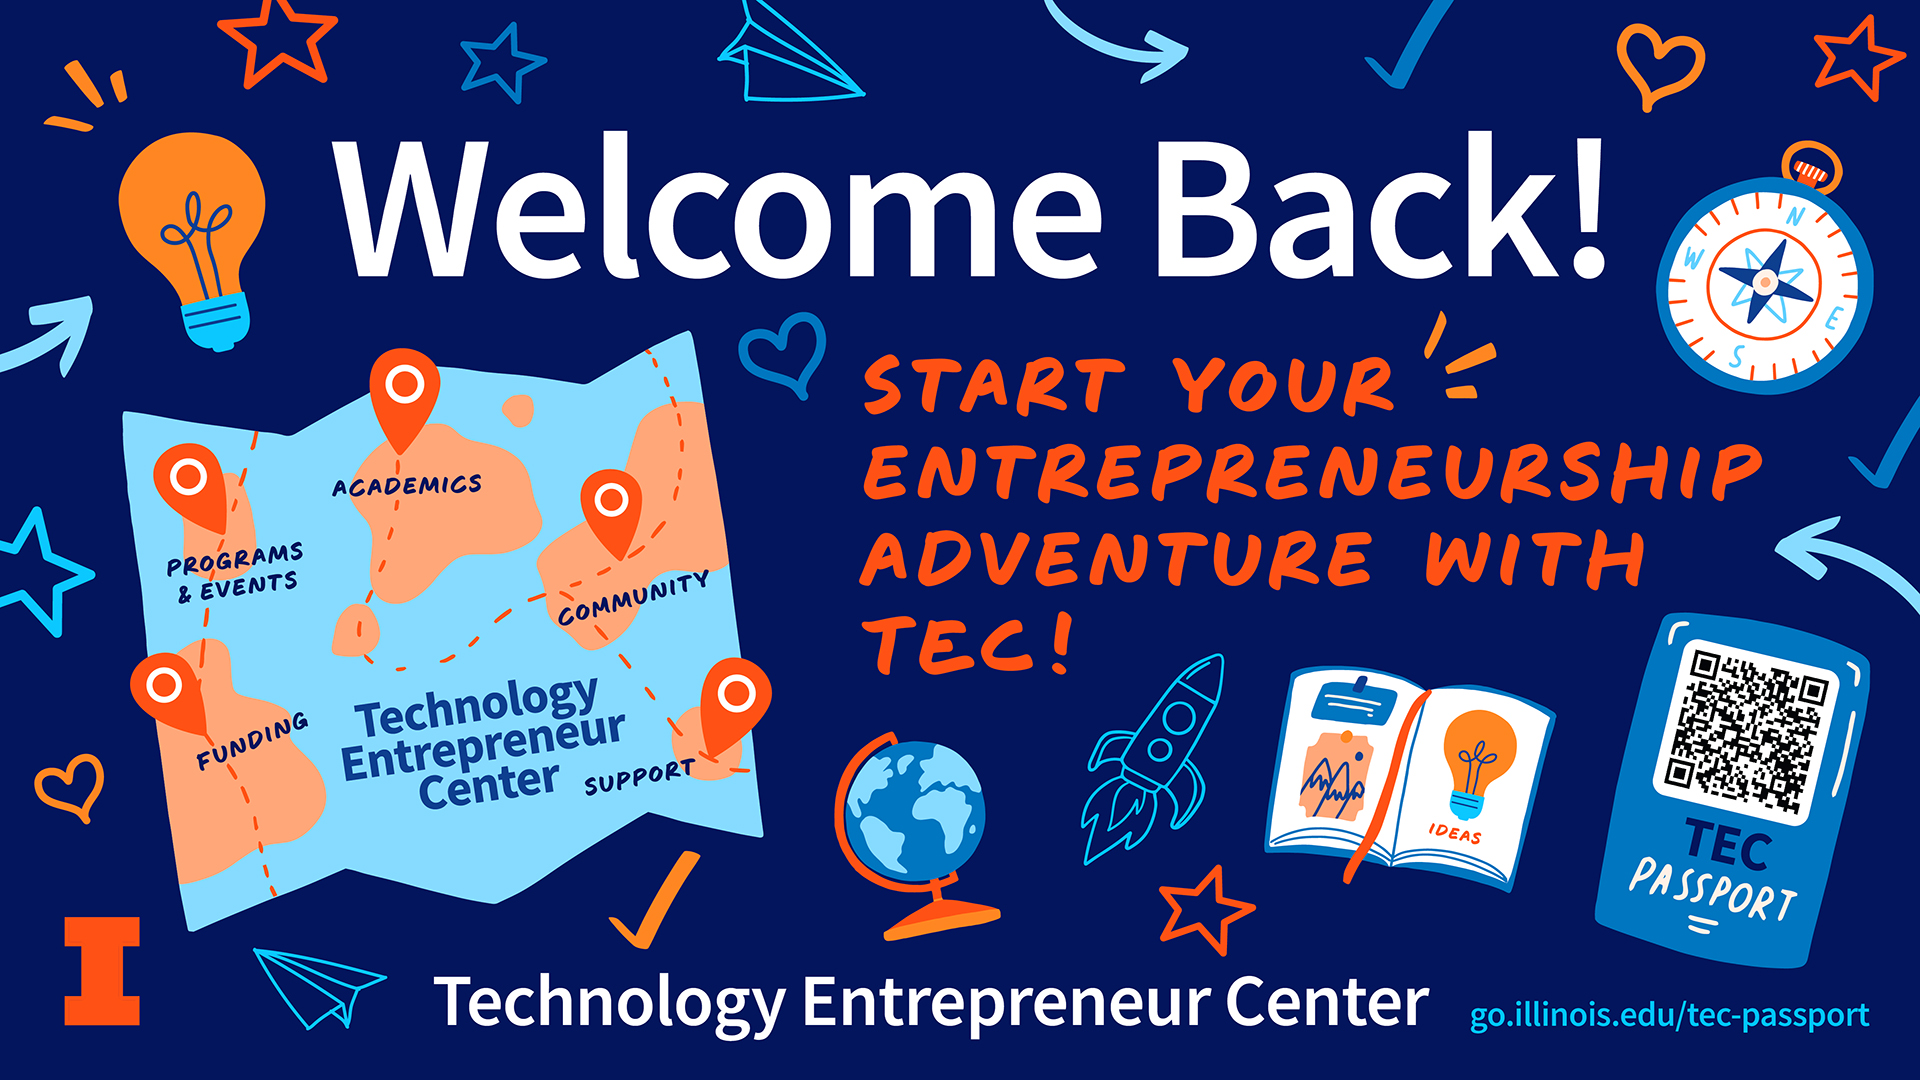 Welcome Back!
N
W
E
S
START YOUR
ENTREPRENEURSHIP
ADVENTURE WITH
TEC!
ACADEMICS
PROGRAMS
& EVENTS
COMMUNITY
FUNDING
SUPPORT
Technology
Entrepreneur
Center
IDEAS
TEC
PASSPORT
I
Technology Entrepreneur Center
go.illinois.edu/tec-passport